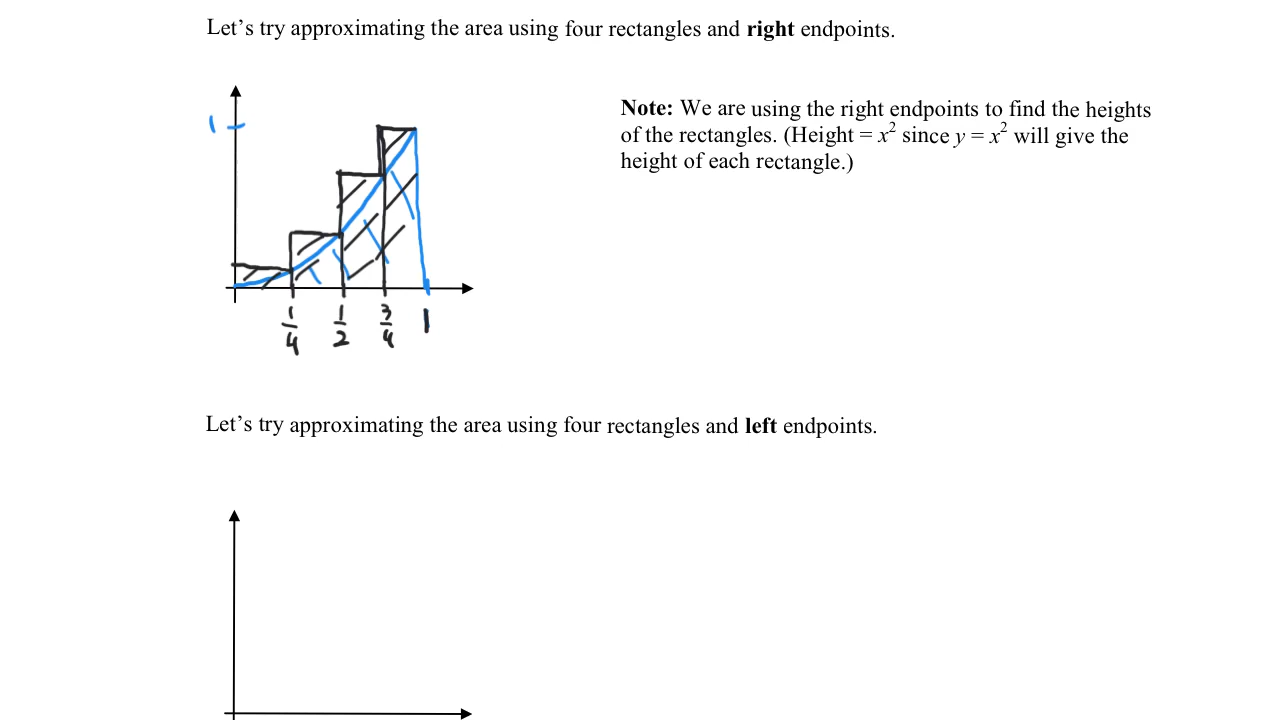 Let's try approximating the area using four rectangles and right endpoints.
1
Note: We are using the right endpoints to find the heights
of the rectangles. (Height = x² since y = x² will give the
height of each rectangle.)
1/4 1/2 3/4 1
Let's try approximating the area using four rectangles and left endpoints.